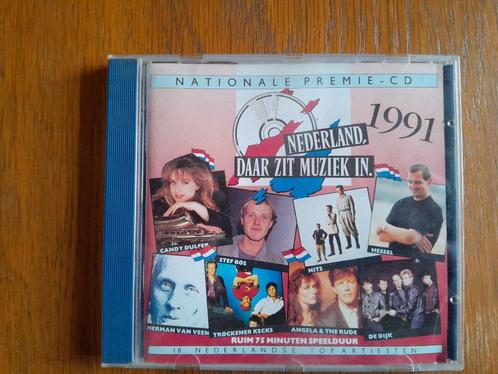 NATIONALE PREMIE-CD
NEDERLAND.
DAAR ZIT MUZIEK IN.
1991
CANDY DULFER
STEF BOS
NITS
HESSEL
HERMAN VAN VEEN
TRÖCKENER KECKS
ANGELA & THE RUDE
DE DIJK
RUIM 75 MINUTEN SPEELDUUR
18 NEDERLANDSE TOPARTIESTEN